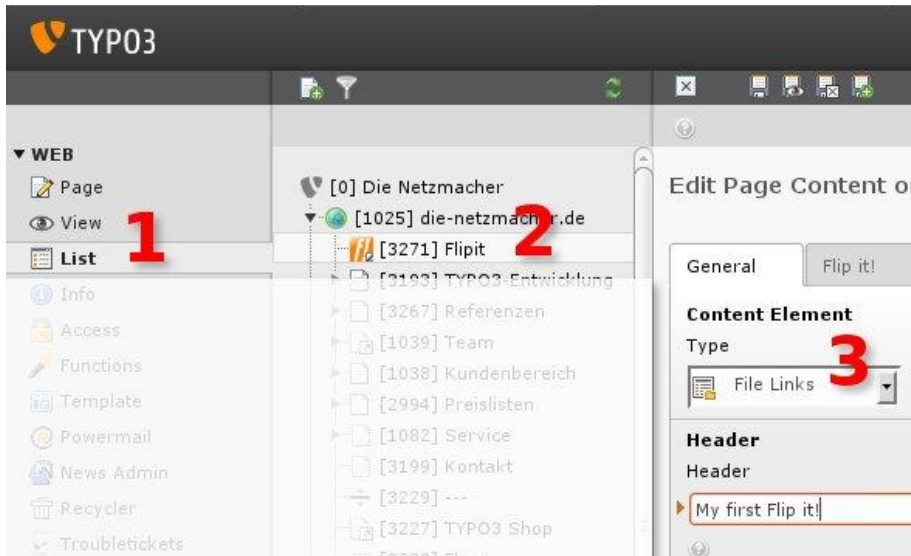 TYPO3
WEB
Page
View
1
List
Info
Access
Functions
Template
Powermail
News Admin
Recycler
Troubletickets
[0] Die Netzmacher
[1025] die-netzmacher.de
2
[3271] Flipit
[3193] TYPO3-Entwicklung
[3267] Referenzen
[1039] Team
[1038] Kundenbereich
[2994] Preislisten
[1082] Service
[3199] Kontakt
[3229] ---
[3227] TYPO3 Shop
Edit Page Content o
General Flip it!
Content Element
Type
3
File Links
Header
Header
My first Flip it!